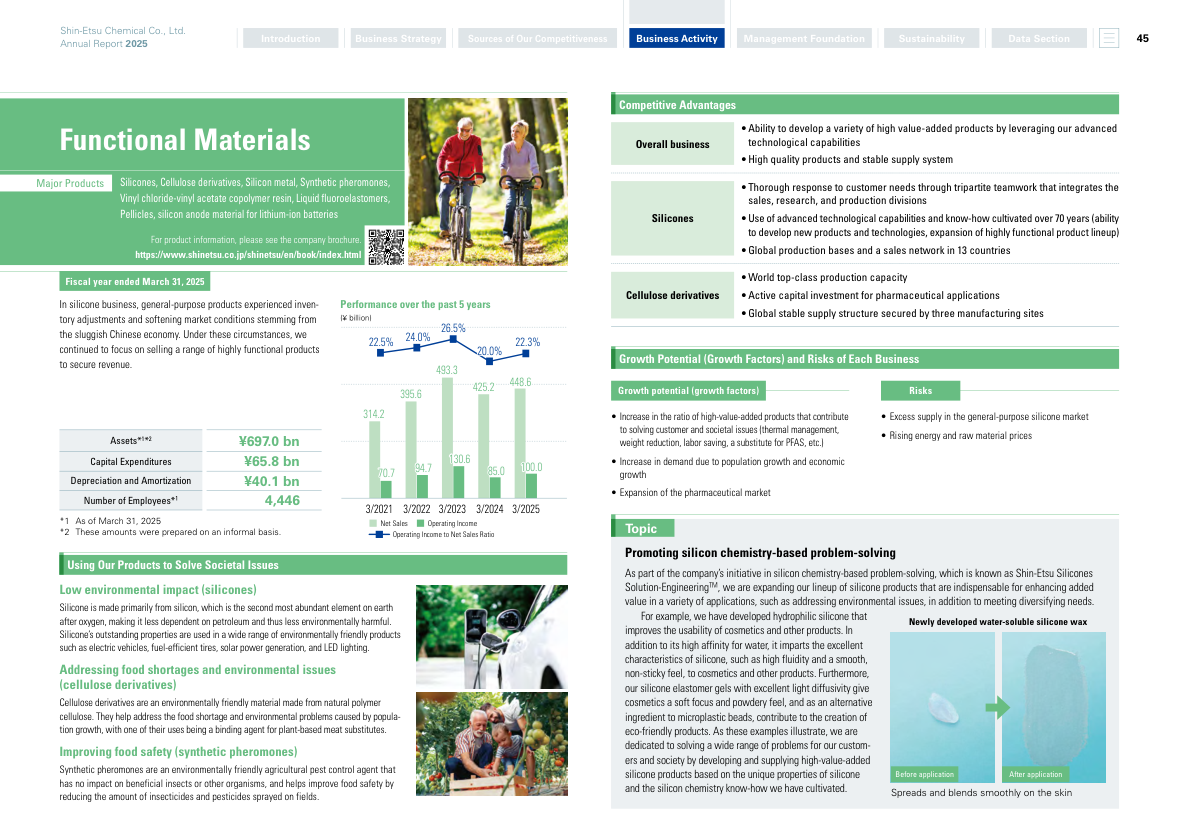 Shin-Etsu Chemical Co., Ltd.
Annual Report 2025
Introduction
Business Strategy
Sources of Our Competitiveness
Business Activity
Management Foundation
Sustainability
Data Section
45
Functional Materials
Major Products
Silicones, Cellulose derivatives, Silicon metal, Synthetic pheromones,
Vinyl chloride-vinyl acetate copolymer resin, Liquid fluoroelastomers,
Pellicles, silicon anode material for lithium-ion batteries
For product information, please see the company brochure.
https://www.shinetsu.co.jp/shinetsu/en/book/index.html
Fiscal year ended March 31, 2025
In silicone business, general-purpose products experienced inven-
tory adjustments and softening market conditions stemming from
the sluggish Chinese economy. Under these circumstances, we
continued to focus on selling a range of highly functional products
to secure revenue.
Assets*1*2 ¥697.0 bn
Capital Expenditures ¥65.8 bn
Depreciation and Amortization ¥40.1 bn
Number of Employees*1 4,446
*1 As of March 31, 2025
*2 These amounts were prepared on an informal basis.
Performance over the past 5 years
(¥ billion)
22.5% 24.0% 26.5% 20.0% 22.3%
314.2 395.6 493.3 425.2 448.6
70.7 94.7 130.6 85.0 100.0
3/2021 3/2022 3/2023 3/2024 3/2025
Net Sales Operating Income
Operating Income to Net Sales Ratio
Using Our Products to Solve Societal Issues
Low environmental impact (silicones)
Silicone is made primarily from silicon, which is the second most abundant element on earth
after oxygen, making it less dependent on petroleum and thus less environmentally harmful.
Silicone's outstanding properties are used in a wide range of environmentally friendly products
such as electric vehicles, fuel-efficient tires, solar power generation, and LED lighting.
Addressing food shortages and environmental issues
(cellulose derivatives)
Cellulose derivatives are an environmentally friendly material made from natural polymer
cellulose. They help address the food shortage and environmental problems caused by popula-
tion growth, with one of their uses being a binding agent for plant-based meat substitutes.
Improving food safety (synthetic pheromones)
Synthetic pheromones are an environmentally friendly agricultural pest control agent that
has no impact on beneficial insects or other organisms, and helps improve food safety by
reducing the amount of insecticides and pesticides sprayed on fields.
Competitive Advantages
Overall business
• Ability to develop a variety of high value-added products by leveraging our advanced
technological capabilities
• High quality products and stable supply system
Silicones
• Thorough response to customer needs through tripartite teamwork that integrates the
sales, research, and production divisions
• Use of advanced technological capabilities and know-how cultivated over 70 years (ability
to develop new products and technologies, expansion of highly functional product lineup)
• Global production bases and a sales network in 13 countries
Cellulose derivatives
• World top-class production capacity
• Active capital investment for pharmaceutical applications
• Global stable supply structure secured by three manufacturing sites
Growth Potential (Growth Factors) and Risks of Each Business
Growth potential (growth factors)
• Increase in the ratio of high-value-added products that contribute
to solving customer and societal issues (thermal management,
weight reduction, labor saving, a substitute for PFAS, etc.)
• Increase in demand due to population growth and economic
growth
• Expansion of the pharmaceutical market
Risks
• Excess supply in the general-purpose silicone market
• Rising energy and raw material prices
Topic
Promoting silicon chemistry-based problem-solving
As part of the company's initiative in silicon chemistry-based problem-solving, which is known as Shin-Etsu Silicones
Solution-Engineering™, we are expanding our lineup of silicone products that are indispensable for enhancing added
value in a variety of applications, such as addressing environmental issues, in addition to meeting diversifying needs.
For example, we have developed hydrophilic silicone that
improves the usability of cosmetics and other products. In
addition to its high affinity for water, it imparts the excellent
characteristics of silicone, such as high fluidity and a smooth,
non-sticky feel, to cosmetics and other products. Furthermore,
our silicone elastomer gels with excellent light diffusivity give
cosmetics a soft focus and powdery feel, and as an alternative
ingredient to microplastic beads, contribute to the creation of
eco-friendly products. As these examples illustrate, we are
dedicated to solving a wide range of problems for our custom-
ers and society by developing and supplying high-value-added
silicone products based on the unique properties of silicone
and the silicon chemistry know-how we have cultivated.
Newly developed water-soluble silicone wax
Before application
After application
Spreads and blends smoothly on the skin